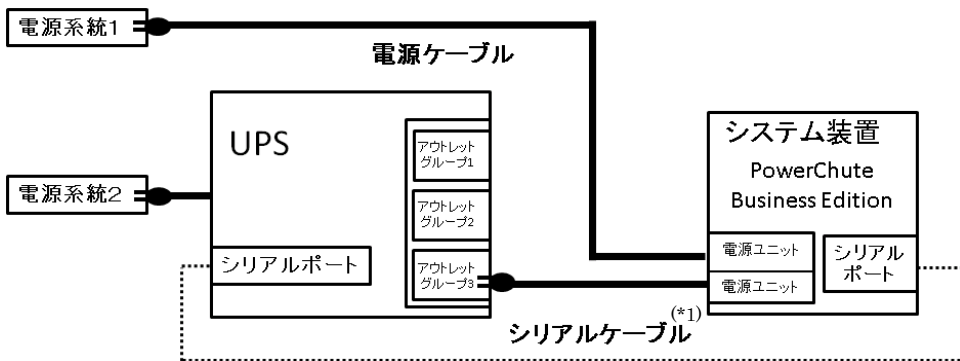 電源系統1
電源ケーブル
UPS
アウトレット
グループ1
アウトレット
グループ2
アウトレット
グループ3
電源系統2
シリアルポート
システム装置
PowerChute
Business Edition
電源ユニット
電源ユニット
シリアル
ポート
シリアルケーブル(*1)